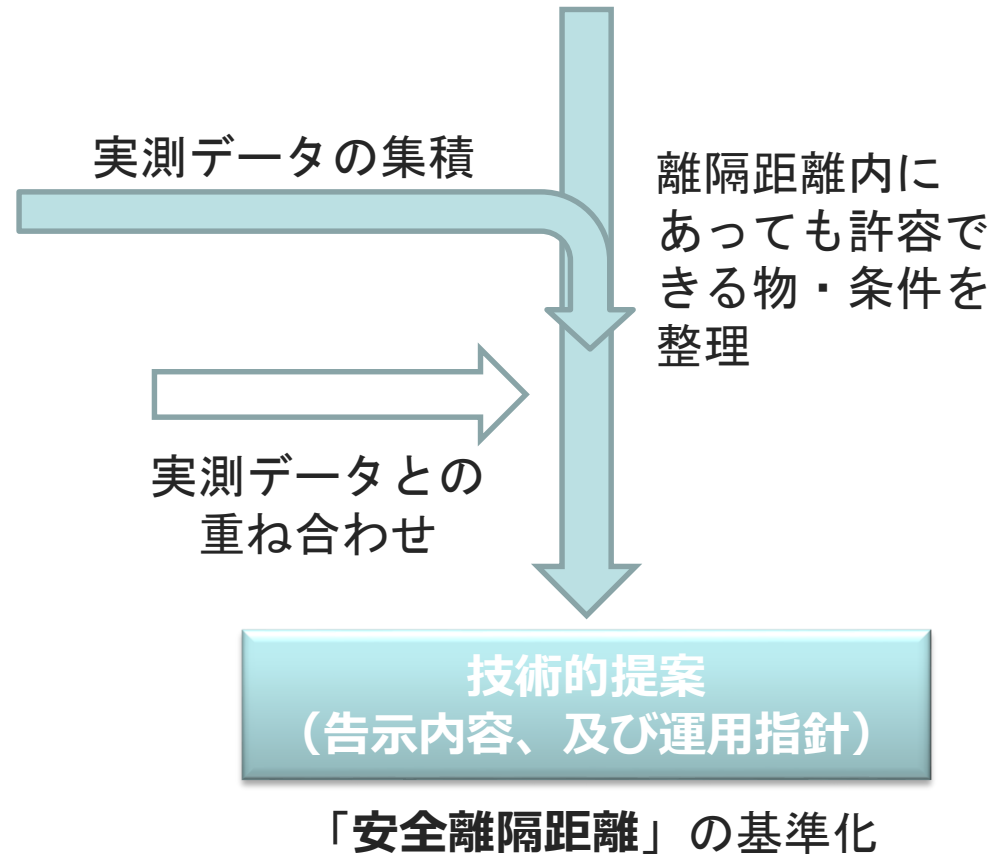 実測データの集積
離隔距離内に
あっても許容で
きる物・条件を
整理
実測データとの
重ね合わせ
技術的提案
（告示内容、及び運用指針）
「安全離隔距離」の基準化